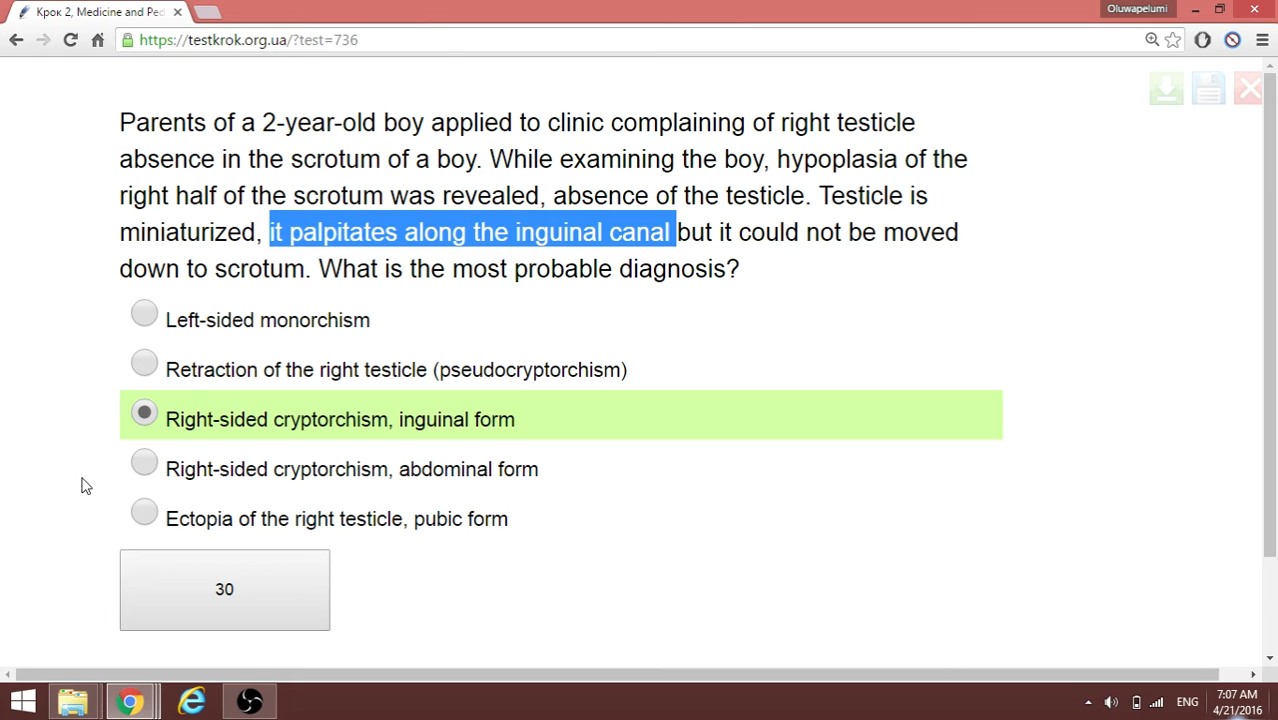 Крок 2, Medicine and Ped
Oluwapelumi
https://testkrok.org.ua/?test=736
Parents of a 2-year-old boy applied to clinic complaining of right testicle
absence in the scrotum of a boy. While examining the boy, hypoplasia of the
right half of the scrotum was revealed, absence of the testicle. Testicle is
miniaturized, it palpitates along the inguinal canal but it could not be moved
down to scrotum. What is the most probable diagnosis?
Left-sided monorchism
Retraction of the right testicle (pseudocryptorchism)
Right-sided cryptorchism, inguinal form
Right-sided cryptorchism, abdominal form
Ectopia of the right testicle, pubic form
30
ENG
7:07 AM
4/21/2016